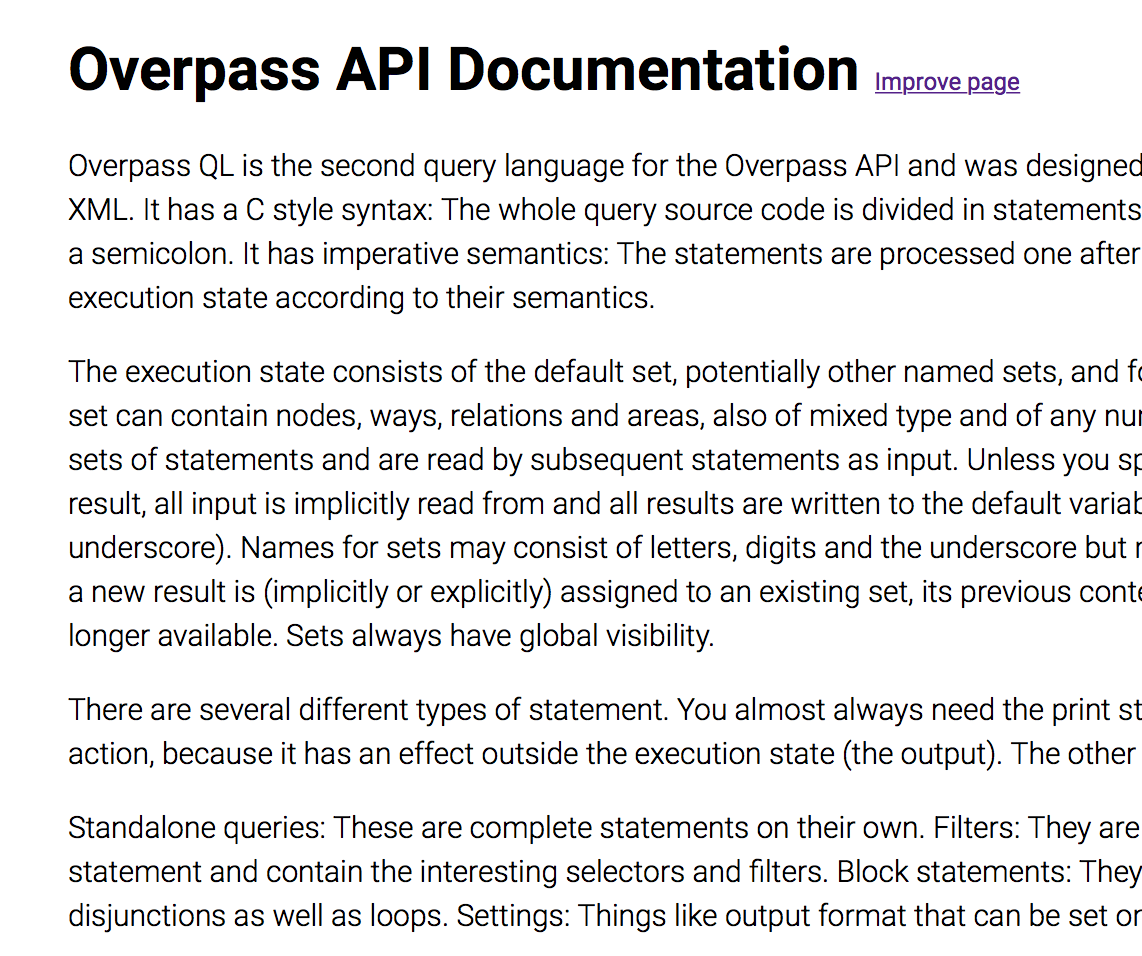 Overpass API Documentation Improve page
Overpass QL is the second query language for the Overpass API and was designed
XML. It has a C style syntax: The whole query source code is divided in statements
a semicolon. It has imperative semantics: The statements are processed one after
execution state according to their semantics.
The execution state consists of the default set, potentially other named sets, and
set can contain nodes, ways, relations and areas, also of mixed type and of any
sets of statements and are read by subsequent statements as input. Unless you
result, all input is implicitly read from and all results are written to the default
underscore). Names for sets may consist of letters, digits and the underscore but
a new result is (implicitly or explicitly) assigned to an existing set, its previous
longer available. Sets always have global visibility.
There are several different types of statement. You almost always need the print
action, because it has an effect outside the execution state (the output). The other
Standalone queries: These are complete statements on their own. Filters: They are
statement and contain the interesting selectors and filters. Block statements: They
disjunctions as well as loops. Settings: Things like output format that can be set